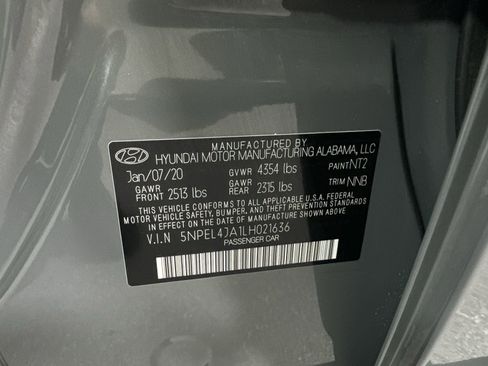 MANUFACTURED BY
HYUNDAI MOTOR MANUFACTURING ALABAMA, LLC
Jan/07/20 GVWR 4354 lbs PAINT NT2
GAWR FRONT 2513 lbs GAWR REAR 2315 lbs TRIM NNB
THIS VEHICLE CONFORMS TO ALL APPLICABLE U.S.A. FEDERAL
MOTOR VEHICLE SAFETY, BUMPER, AND THEFT PREVENTION STANDARDS
IN EFFECT ON THE DATE OF MANUFACTURE SHOWN ABOVE.
V.I.N 5NPEL4JA1LH021636
PASSENGER CAR